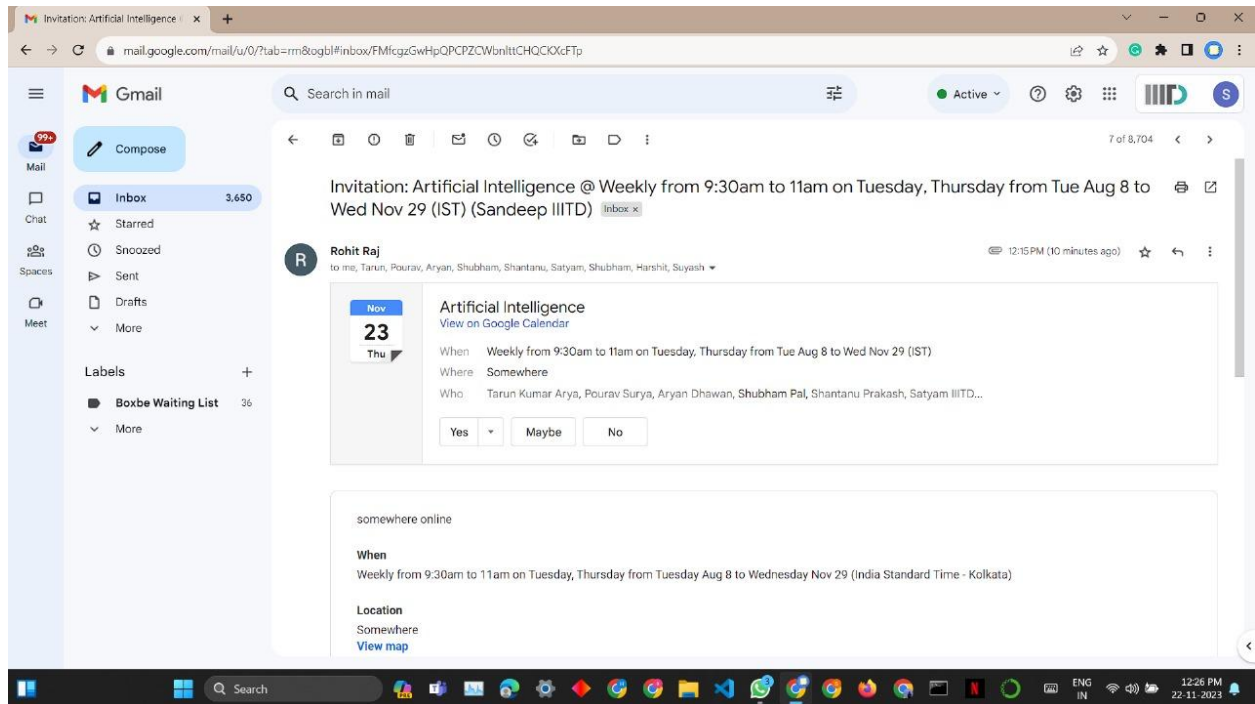 Invitation: Artificial Intelligence
mail.google.com/mail/u/0/?tab=rm&ogbl#inbox/FMfcgzGwHpQPCPZCWbnlttCHQCKXcFTp
Gmail
Search in mail
Active
S
99+
Mail
Compose
7 of 8,704
Chat
Inbox 3,650
Invitation: Artificial Intelligence @ Weekly from 9:30am to 11am on Tuesday, Thursday from Tue Aug 8 to
Wed Nov 29 (IST) (Sandeep IIITD) Inbox ×
Starred
Snoozed
Spaces
Sent
R
Rohit Raj
12:15 PM (10 minutes ago)
to me, Tarun, Pourav, Aryan, Shubham, Shantanu, Satyam, Shubham, Harshit, Suyash
Meet
Drafts
More
Labels
Boxbe Waiting List 36
More
Nov
23
Thu
Artificial Intelligence
View on Google Calendar
When Weekly from 9:30am to 11am on Tuesday, Thursday from Tue Aug 8 to Wed Nov 29 (IST)
Where Somewhere
Who Tarun Kumar Arya, Pourav Surya, Aryan Dhawan, Shubham Pal, Shantanu Prakash, Satyam IIITD...
Yes Maybe No
somewhere online
When
Weekly from 9:30am to 11am on Tuesday, Thursday from Tuesday Aug 8 to Wednesday Nov 29 (India Standard Time - Kolkata)
Location
Somewhere
View map
Search
ENG
IN
12:26 PM
22-11-2023